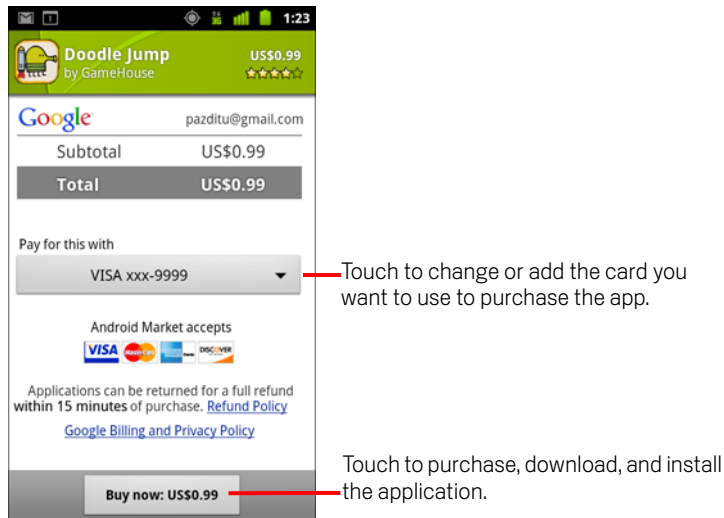 1:23
Doodle Jump US$0.99
by GameHouse
Google pazditu@gmail.com
Subtotal US$0.99
Total US$0.99
Pay for this with
VISA xxx-9999
Touch to change or add the card you
want to use to purchase the app.
Android Market accepts
VISA MasterCard DISCOVER
Applications can be returned for a full refund
within 15 minutes of purchase. Refund Policy
Google Billing and Privacy Policy
Touch to purchase, download, and install
the application.
Buy now: US$0.99